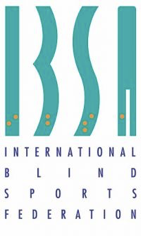 IBSA
INTERNATIONAL
BLIND
SPORTS
FEDERATION